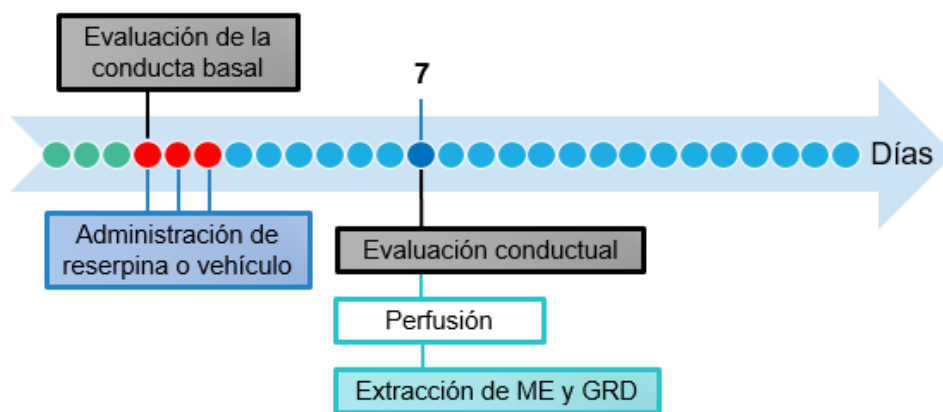 Evaluación de la
conducta basal
7
Días
Administración de
reserpina o vehículo
Evaluación conductual
Perfusión
Extracción de ME y GRD